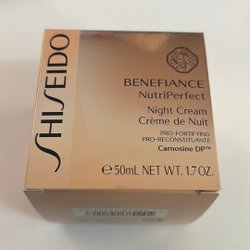 SHISEIDO
BENEFIANCE
NutriPerfect
Night Cream
Crème de Nuit
PRO-FORTIFYING
PRO-RECONSTITUANTE
Carnosine DP™
℮ 50mL NET WT. 1.7 OZ.